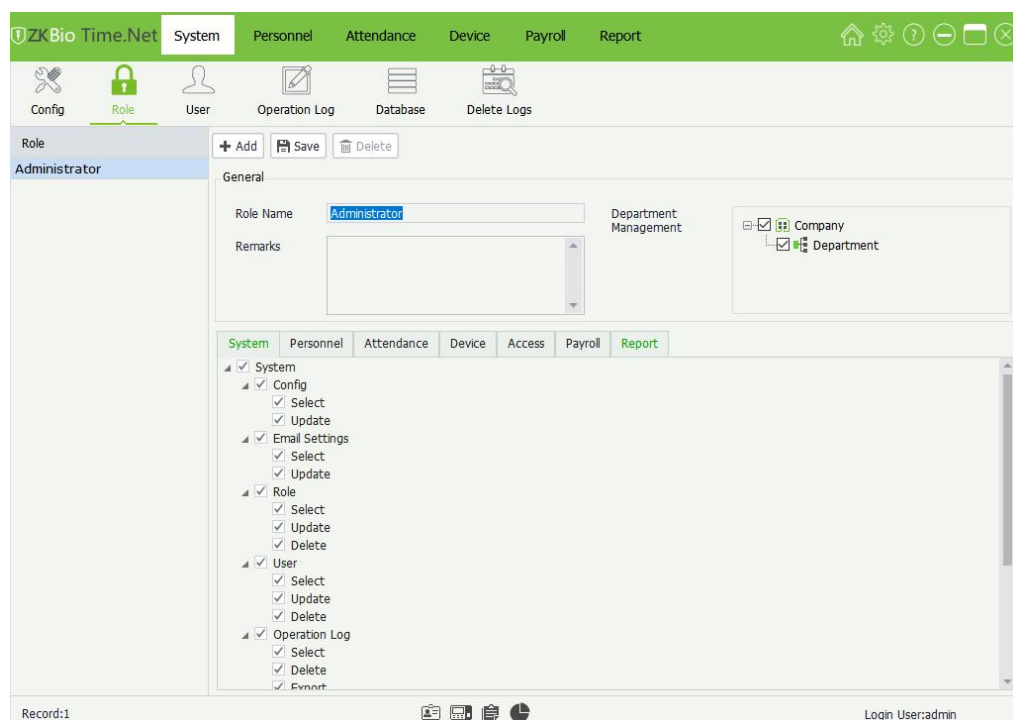 ZKBio Time.Net System Personnel Attendance Device Payroll Report
Config Role User Operation Log Database Delete Logs
Role
Administrator
Add Save Delete
General
Role Name Administrator
Department Management
Company
Department
Remarks
System Personnel Attendance Device Access Payroll Report
System
Config
Select
Update
Email Settings
Select
Update
Role
Select
Update
Delete
User
Select
Update
Delete
Operation Log
Select
Delete
Export
Record:1
Login User:admin